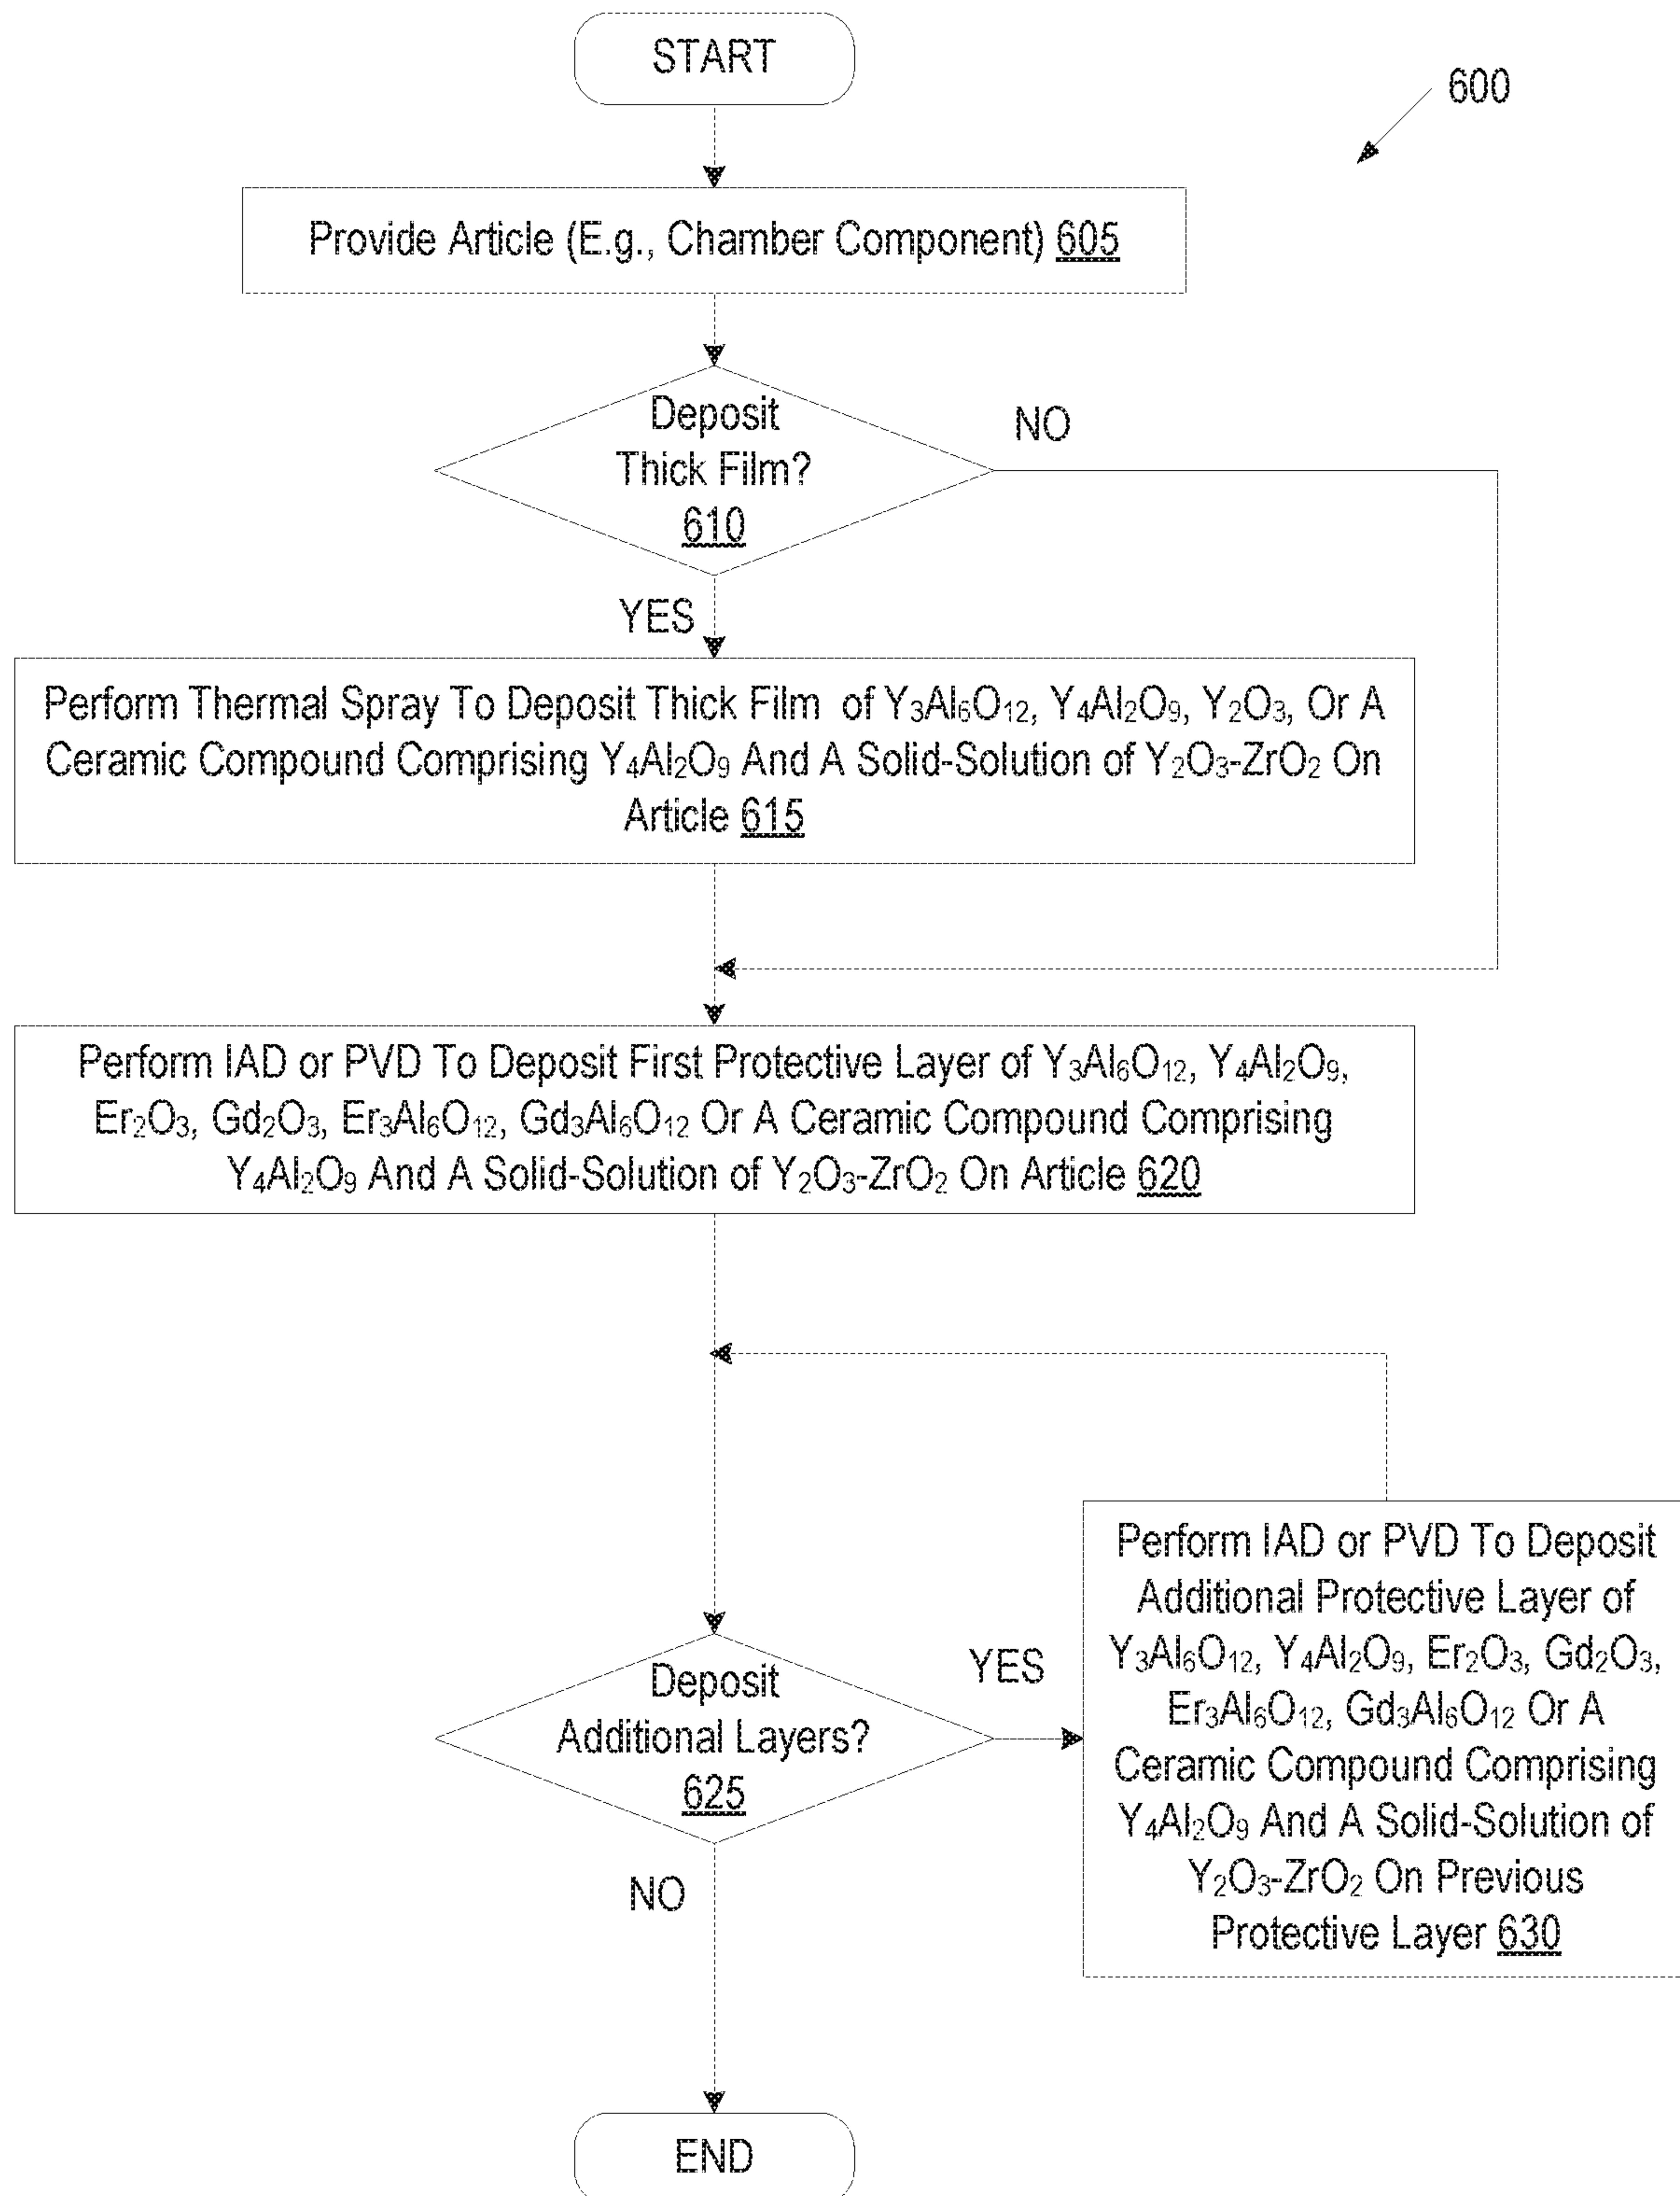 START
600
Provide Article (E.g., Chamber Component) 605
Deposit
Thick Film?
610
NO
YES
Perform Thermal Spray To Deposit Thick Film of Y₃Al₆O₁₂, Y₄Al₂O₉, Y₂O₃, Or A
Ceramic Compound Comprising Y₄Al₂O₉ And A Solid-Solution of Y₂O₃-ZrO₂ On
Article 615
Perform IAD or PVD To Deposit First Protective Layer of Y₃Al₆O₁₂, Y₄Al₂O₉,
Er₂O₃, Gd₂O₃, Er₃Al₆O₁₂, Gd₃Al₆O₁₂ Or A Ceramic Compound Comprising
Y₄Al₂O₉ And A Solid-Solution of Y₂O₃-ZrO₂ On Article 620
Deposit
Additional Layers?
625
YES
NO
Perform IAD or PVD To Deposit
Additional Protective Layer of
Y₃Al₆O₁₂, Y₄Al₂O₉, Er₂O₃, Gd₂O₃,
Er₃Al₆O₁₂, Gd₃Al₆O₁₂ Or A
Ceramic Compound Comprising
Y₄Al₂O₉ And A Solid-Solution of
Y₂O₃-ZrO₂ On Previous
Protective Layer 630
END